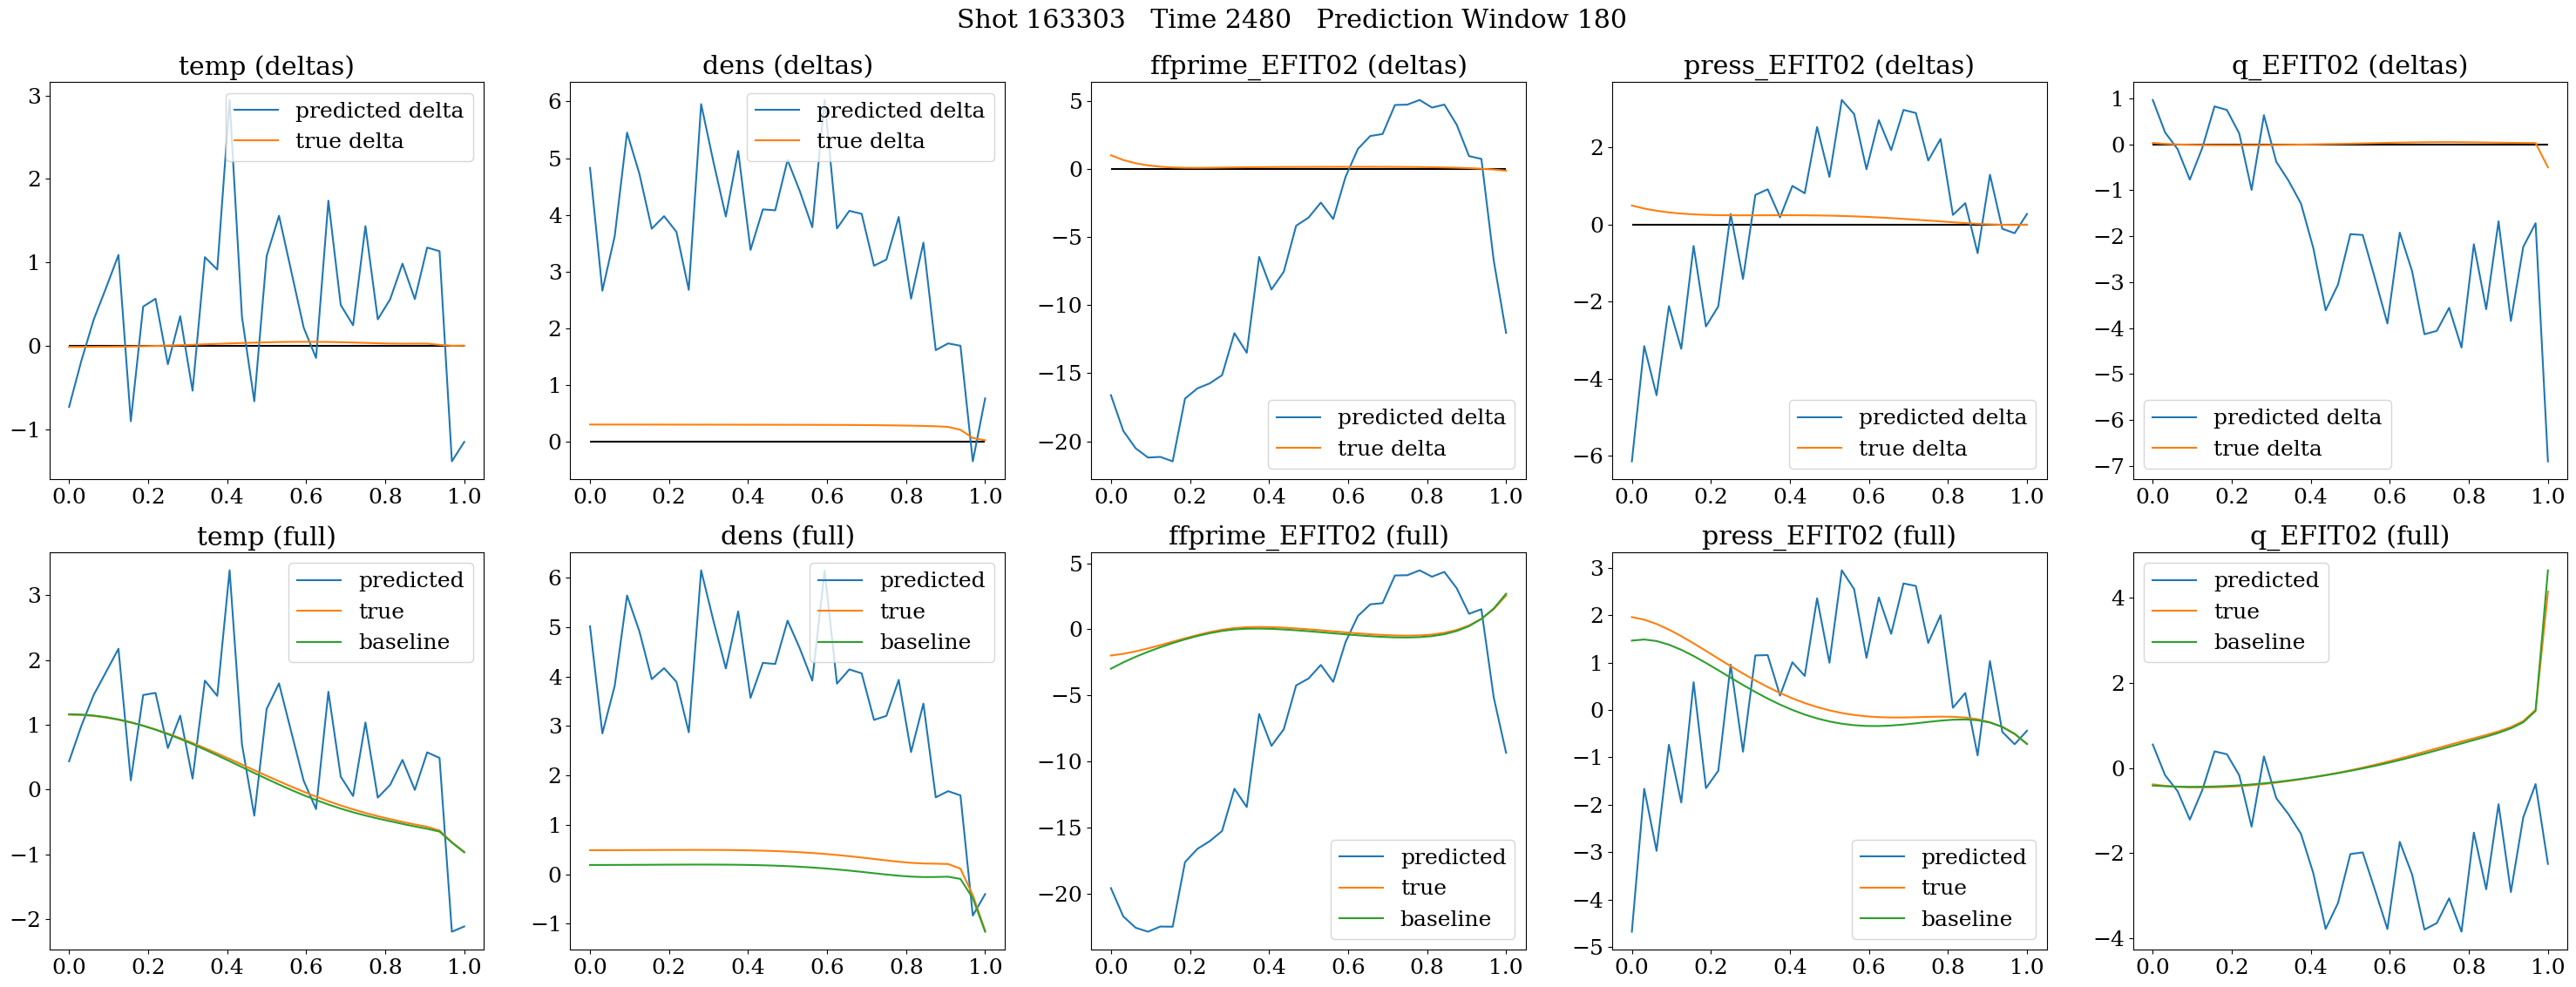 Shot 163303   Time 2480   Prediction Window 180
temp (deltas)
3
2
1
0
−1
0.0 0.2 0.4 0.6 0.8 1.0
predicted delta
true delta
dens (deltas)
6
5
4
3
2
1
0
0.0 0.2 0.4 0.6 0.8 1.0
predicted delta
true delta
ffprime_EFIT02 (deltas)
5
0
−5
−10
−15
−20
0.0 0.2 0.4 0.6 0.8 1.0
predicted delta
true delta
press_EFIT02 (deltas)
2
0
−2
−4
−6
0.0 0.2 0.4 0.6 0.8 1.0
predicted delta
true delta
q_EFIT02 (deltas)
1
0
−1
−2
−3
−4
−5
−6
−7
0.0 0.2 0.4 0.6 0.8 1.0
predicted delta
true delta
temp (full)
3
2
1
0
−1
−2
0.0 0.2 0.4 0.6 0.8 1.0
predicted
true
baseline
dens (full)
6
5
4
3
2
1
0
−1
0.0 0.2 0.4 0.6 0.8 1.0
predicted
true
baseline
ffprime_EFIT02 (full)
5
0
−5
−10
−15
−20
0.0 0.2 0.4 0.6 0.8 1.0
predicted
true
baseline
press_EFIT02 (full)
3
2
1
0
−1
−2
−3
−4
−5
0.0 0.2 0.4 0.6 0.8 1.0
predicted
true
baseline
q_EFIT02 (full)
4
2
0
−2
−4
0.0 0.2 0.4 0.6 0.8 1.0
predicted
true
baseline